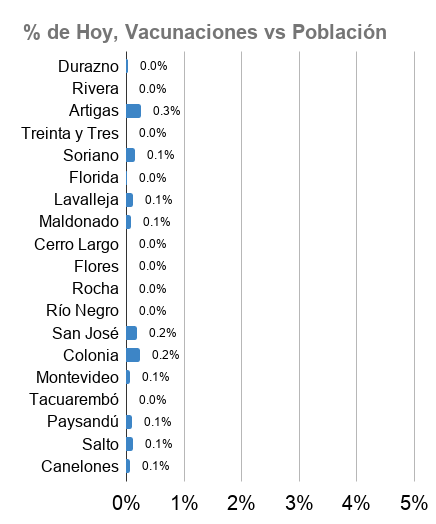 % de Hoy, Vacunaciones vs Población
Durazno 0.0%
Rivera 0.0%
Artigas 0.3%
Treinta y Tres 0.0%
Soriano 0.1%
Florida 0.0%
Lavalleja 0.1%
Maldonado 0.1%
Cerro Largo 0.0%
Flores 0.0%
Rocha 0.0%
Río Negro 0.0%
San José 0.2%
Colonia 0.2%
Montevideo 0.1%
Tacuarembó 0.0%
Paysandú 0.1%
Salto 0.1%
Canelones 0.1%
0% 1% 2% 3% 4% 5%